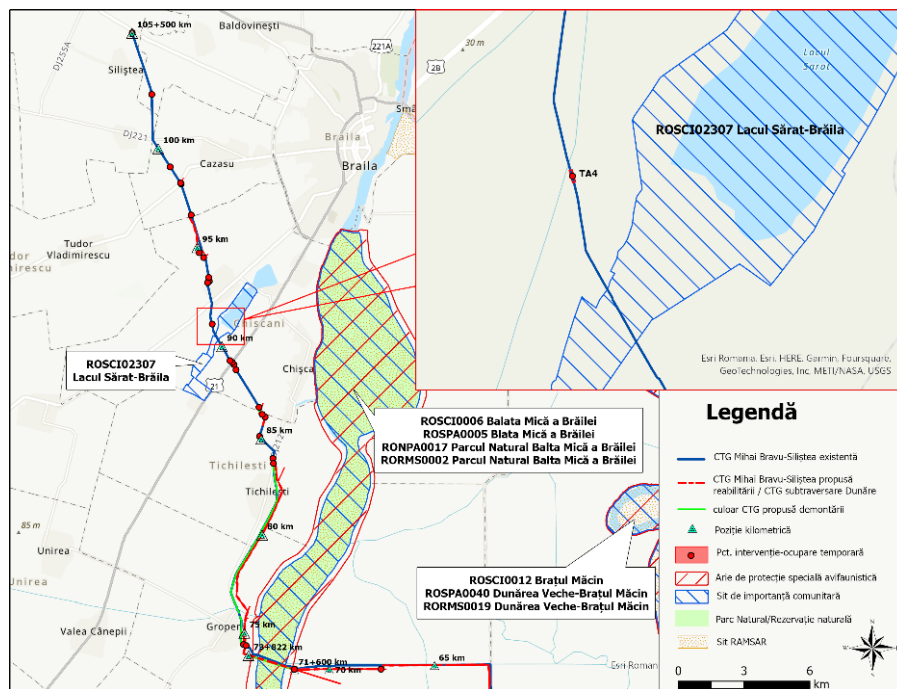 105+500 km
Baldovinești
221A
DJ255A
Siliștea
Smâ
DJ221
100 km
Braila
Cazasu
Braila
Tudor
Vladimirescu
95 km
Chiscani
90 km
ROSCI02307
Lacul Sărat-Brăila
21
Chișca
85 km
Tichilesti
Tichilești
80 km
85 m
Unirea
Unirea
Valea Cânepii
Gropeni
75 km
73+822 km
71+600 km
70 km
65 km
Esri Roman
ROSCI0006 Balata Mică a Brăilei
ROSPA0005 Blata Mică a Brăilei
RONPA0017 Parcul Natural Balta Mică a Brăilei
RORMS0002 Parcul Natural Balta Mică a Brăilei
ROSCI0012 Brațul Măcin
ROSPA0040 Dunărea Veche-Brațul Măcin
RORMS0019 Dunărea Veche-Brațul Măcin
30 m
2B
Lacul
Sarat
ROSCI02307 Lacul Sărat-Brăila
TA4
Esri Romania, Esri, HERE, Garmin, Foursquare,
GeoTechnologies, Inc, METI/NASA, USGS
Legendă
CTG Mihai Bravu-Siliștea existentă
CTG Mihai Bravu-Siliștea propusă
reabilitării / CTG subtraversare Dunăre
culoar CTG propusă demontării
Poziție kilometrică
Pct. intervenție-ocupare temporară
Arie de protecție specială avifaunistică
Sit de importanță comunitară
Parc Natural/Rezervație naturală
Sit RAMSAR
0 6
km